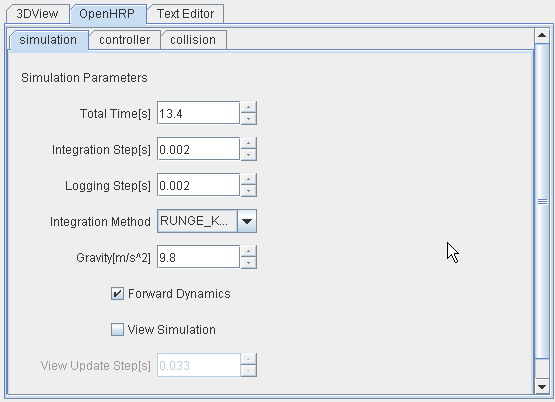 3DView OpenHRP Text Editor
simulation controller collision
Simulation Parameters
Total Time[s] 13.4
Integration Step[s] 0.002
Logging Step[s] 0.002
Integration Method RUNGE_K...
Gravity[m/s^2] 9.8
Forward Dynamics
View Simulation
View Update Step[s] 0.033